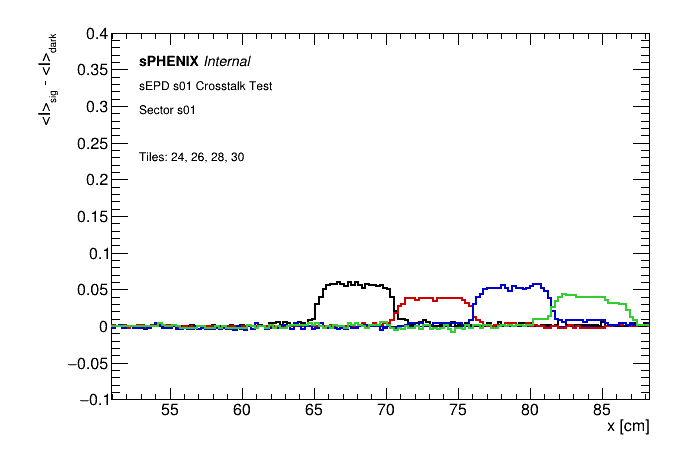 0.4
0.35
0.3
0.25
0.2
0.15
0.1
0.05
0
−0.05
−0.1
<I>sig - <I>dark
sPHENIX Internal
sEPD s01 Crosstalk Test
Sector s01
Tiles: 24, 26, 28, 30
55 60 65 70 75 80 85
x [cm]